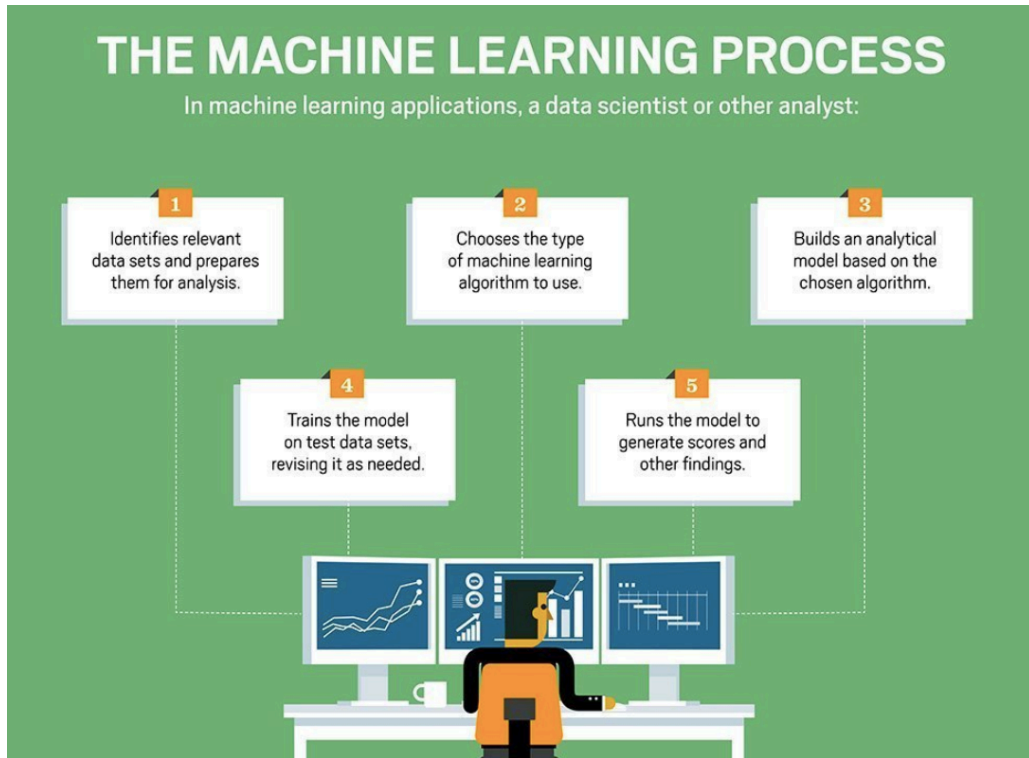 THE MACHINE LEARNING PROCESS
In machine learning applications, a data scientist or other analyst:
1
Identifies relevant
data sets and prepares
them for analysis.
2
Chooses the type
of machine learning
algorithm to use.
3
Builds an analytical
model based on the
chosen algorithm.
4
Trains the model
on test data sets,
revising it as needed.
5
Runs the model to
generate scores and
other findings.